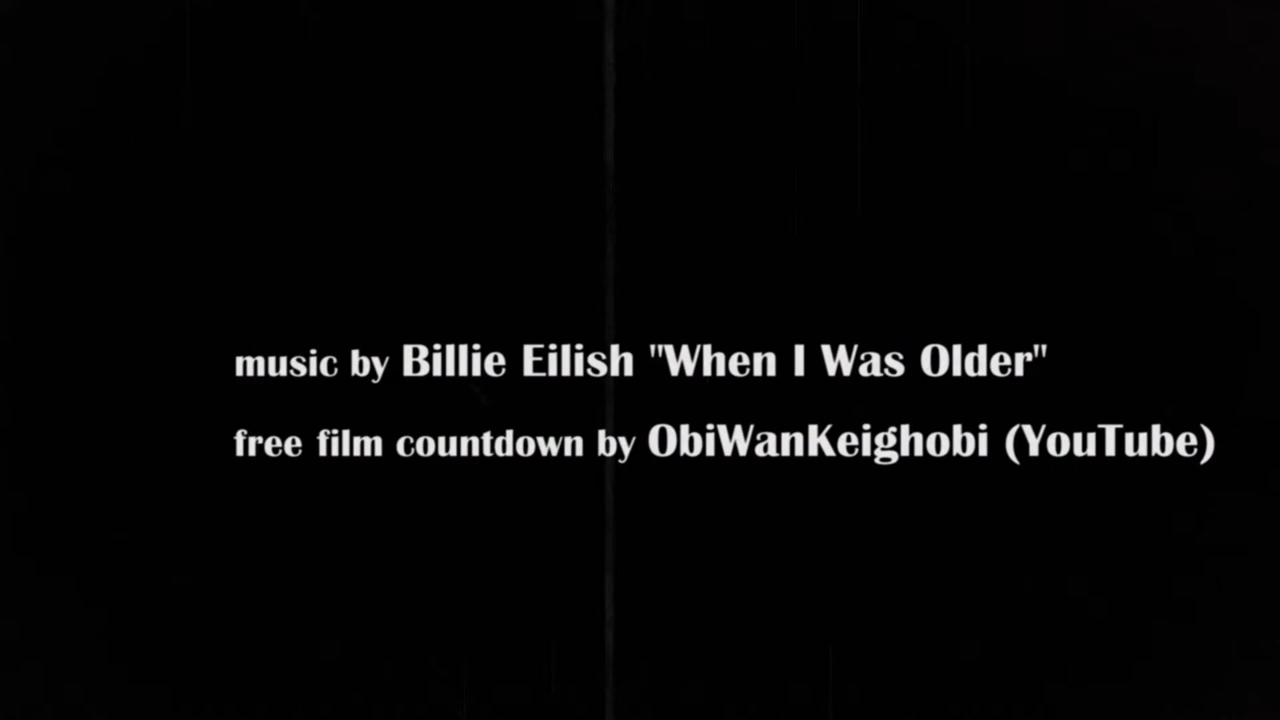 music by Billie Eilish "When I Was Older"
free film countdown by ObiWanKeighobi (YouTube)